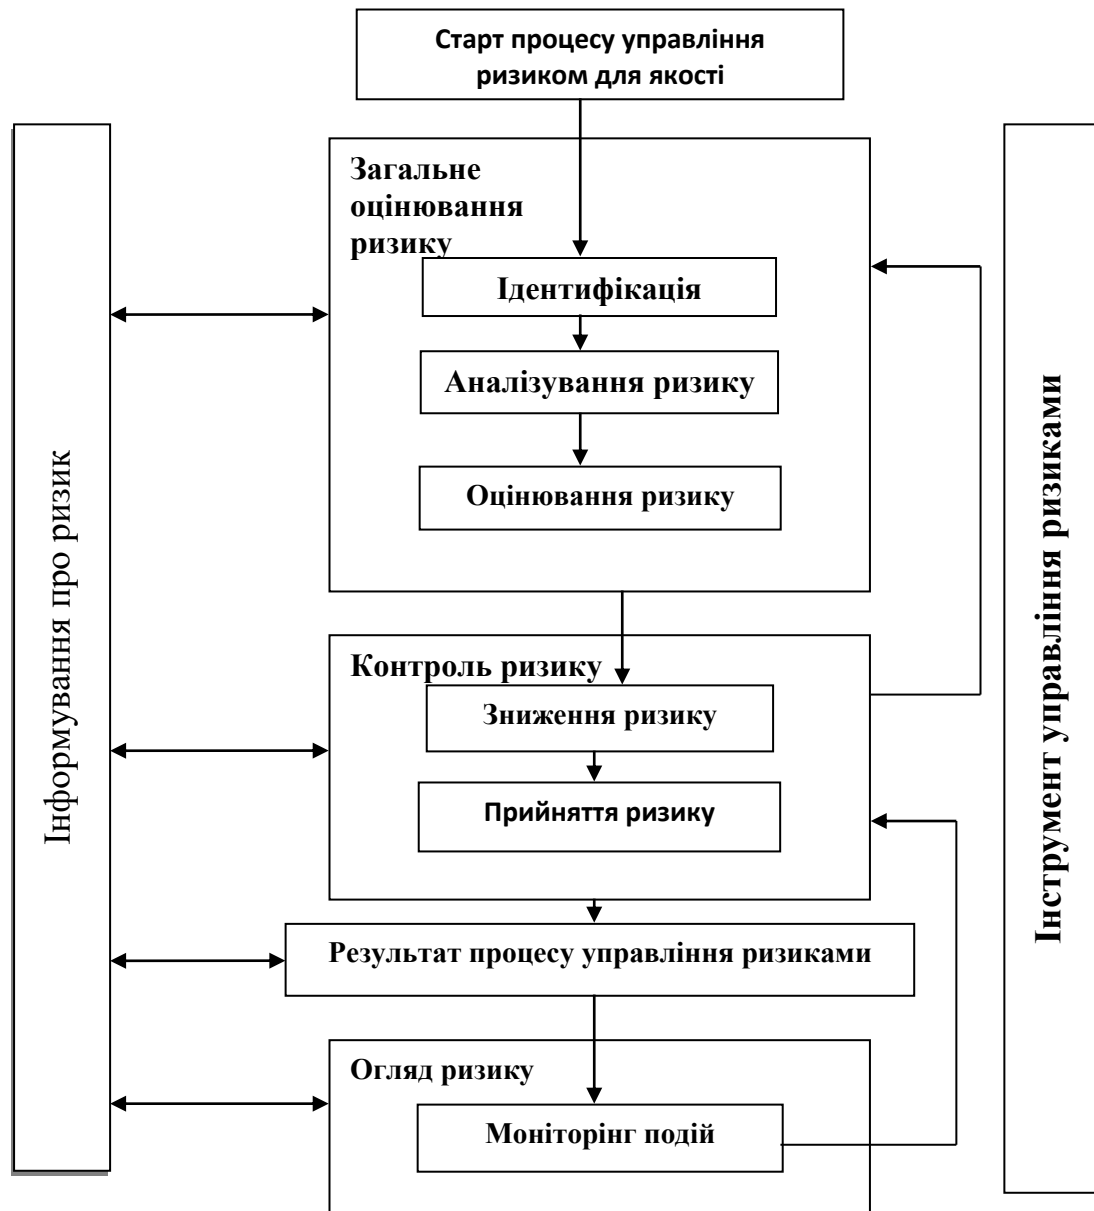 Старт процесу управління
ризиком для якості
Загальне
оцінювання
ризику
Ідентифікація
Аналізування ризику
Оцінювання ризику
Інформування про ризик
Інструмент управління ризиками
Контроль ризику
Зниження ризику
Прийняття ризику
Результат процесу управління ризиками
Огляд ризику
Моніторінг подій